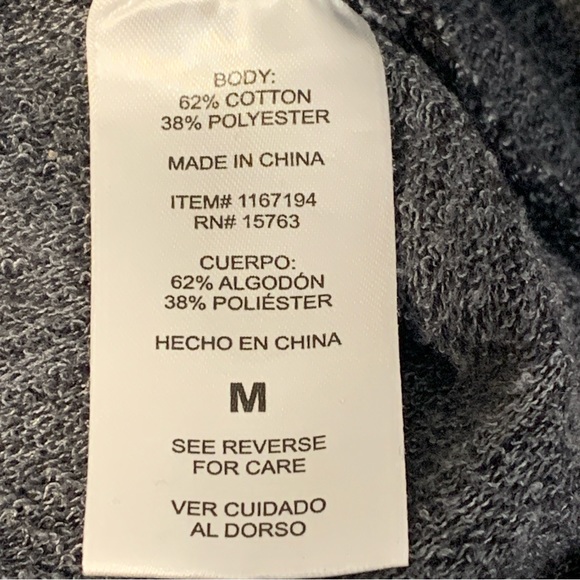 BODY:
62% COTTON
38% POLYESTER
MADE IN CHINA
ITEM# 1167194
RN# 15763
CUERPO:
62% ALGODÓN
38% POLIÉSTER
HECHO EN CHINA
M
SEE REVERSE
FOR CARE
VER CUIDADO
AL DORSO